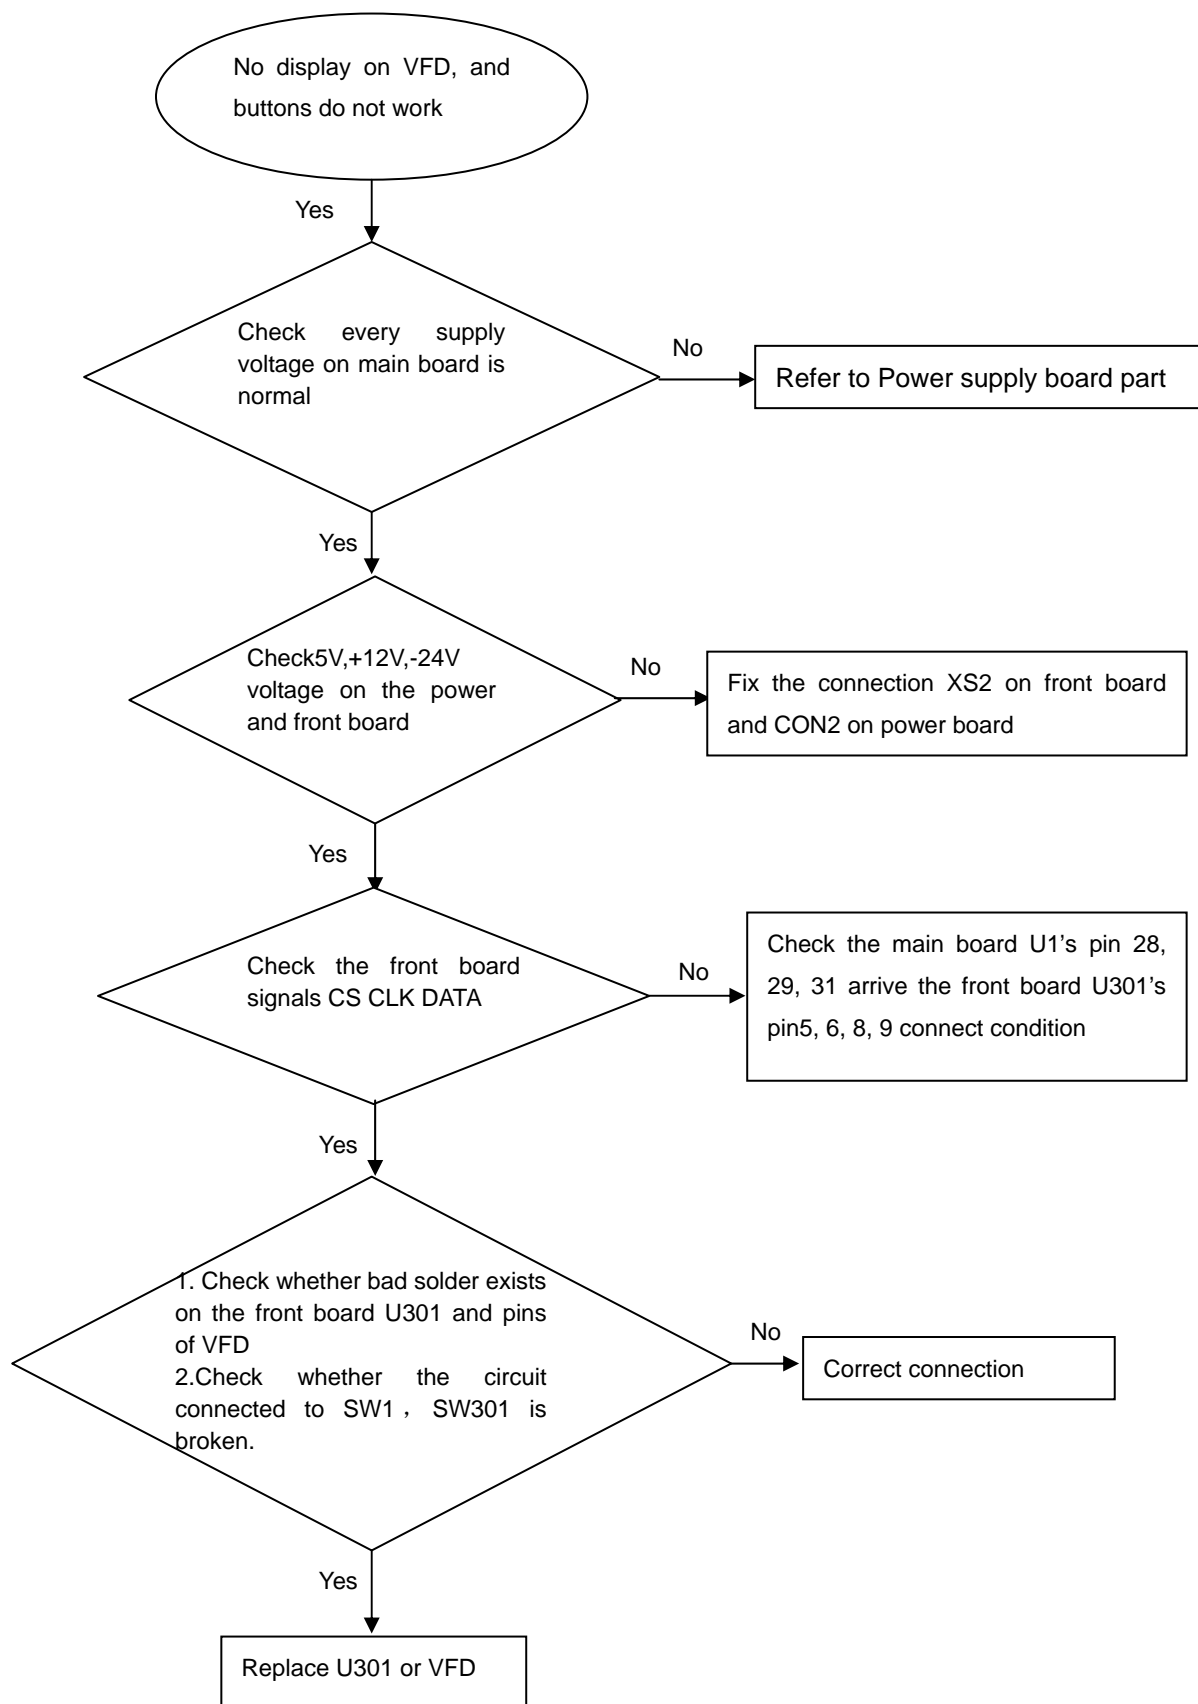 No display on VFD, and
buttons do not work
Yes
Check every supply
voltage on main board is
normal
No
Refer to Power supply board part
Yes
Check5V,+12V,-24V
voltage on the power
and front board
No
Fix the connection XS2 on front board
and CON2 on power board
Yes
Check the front board
signals CS CLK DATA
No
Check the main board U1's pin 28,
29, 31 arrive the front board U301's
pin5, 6, 8, 9 connect condition
Yes
1. Check whether bad solder exists
on the front board U301 and pins
of VFD
2.Check whether the circuit
connected to SW1 , SW301 is
broken.
No
Correct connection
Yes
Replace U301 or VFD